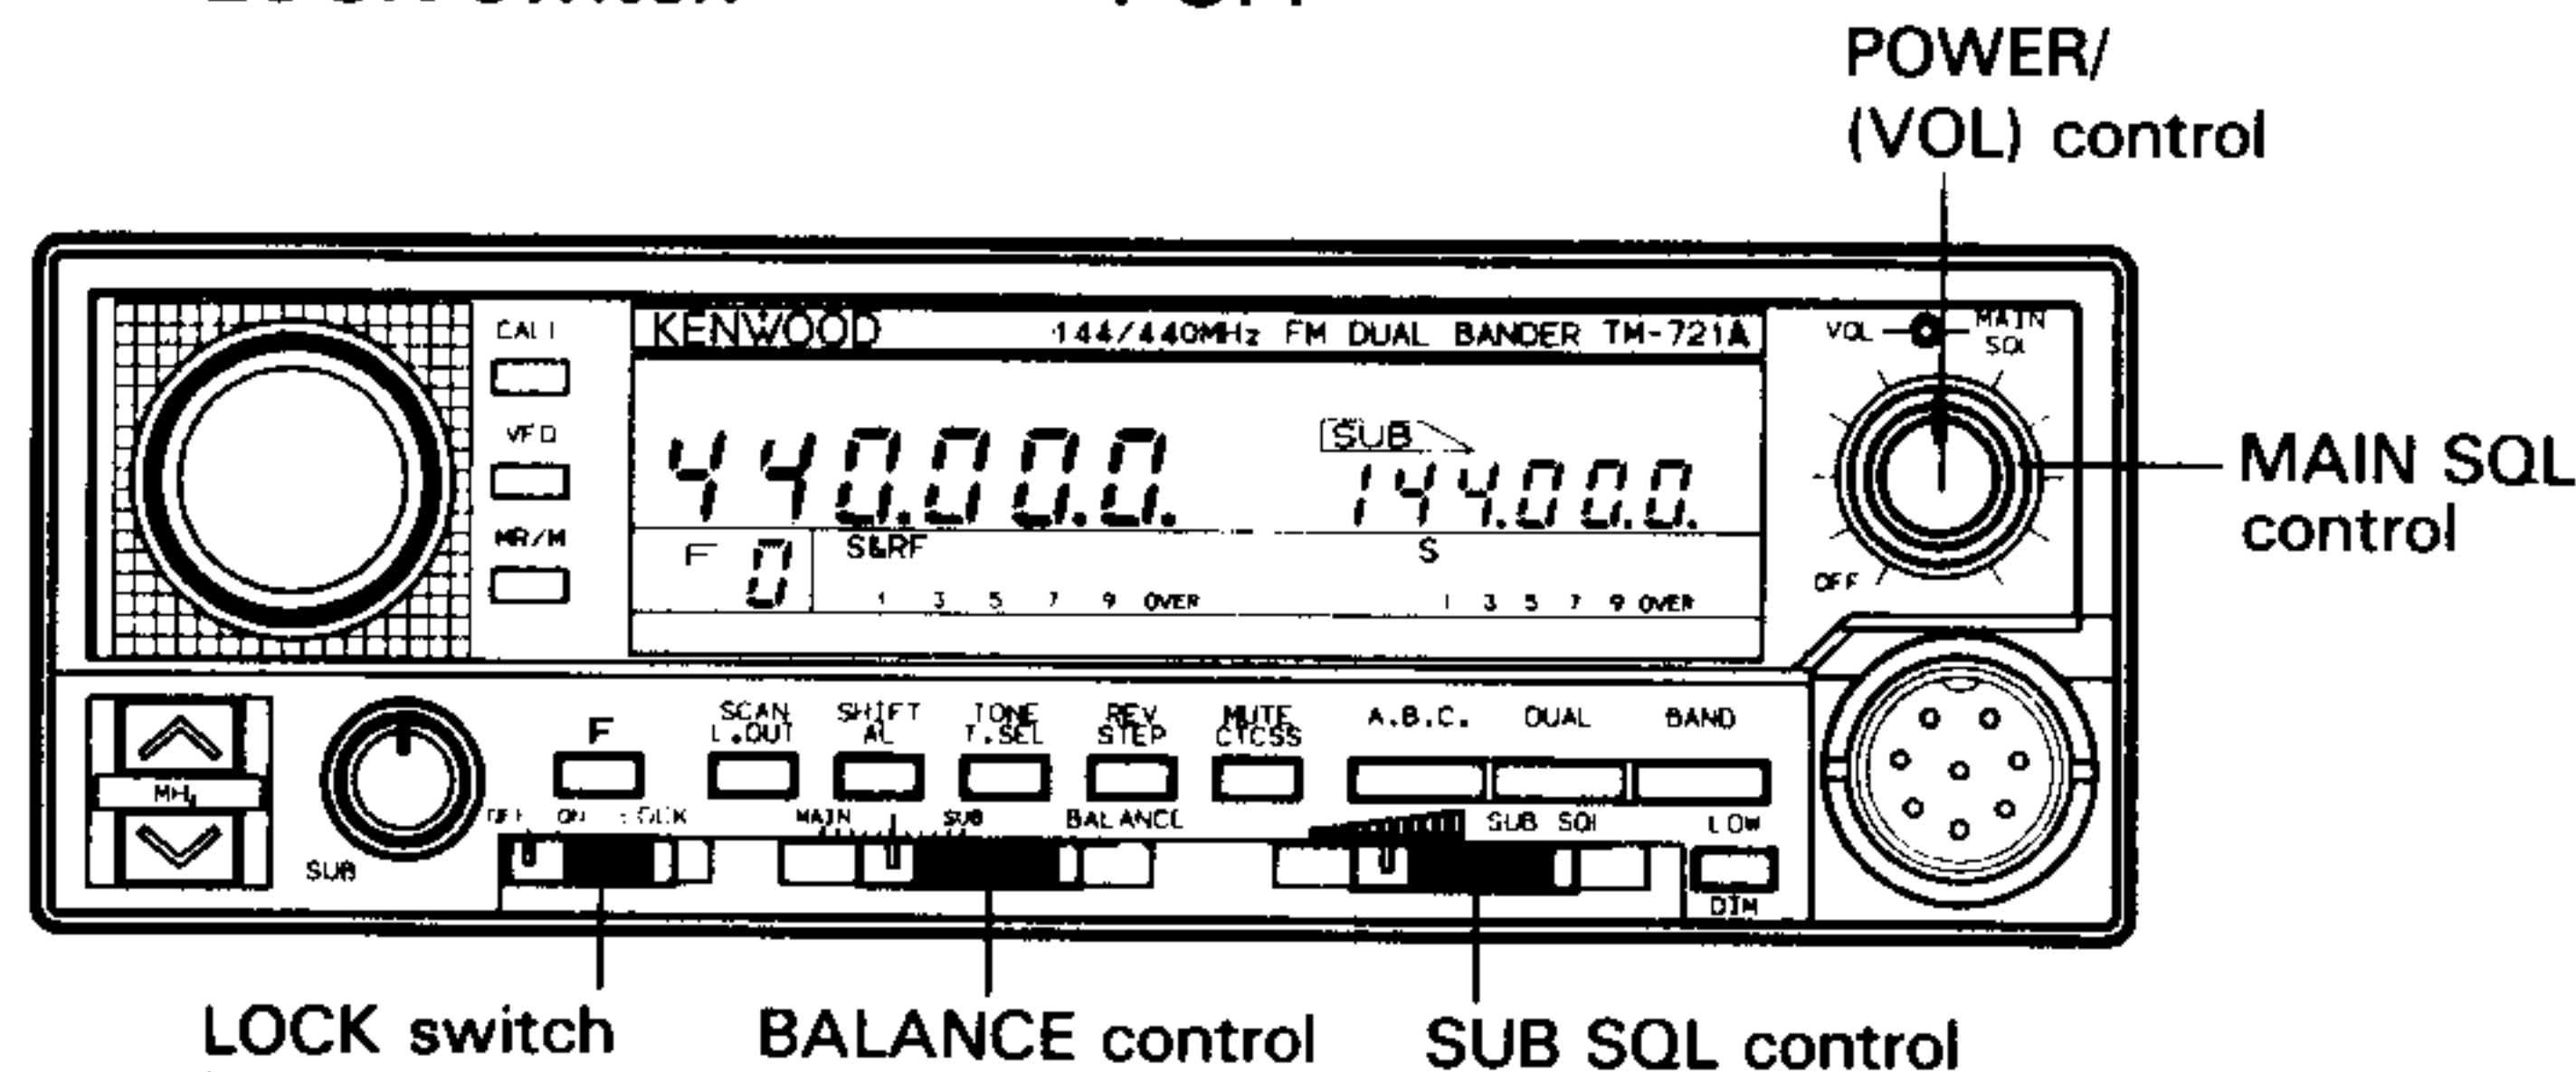 POWER/
(VOL) control
KENWOOD 144/440MHz FM DUAL BANDER TM-721A
VOL MAIN
SQL
CALL
VFO
MR/M
440.000.
SUB
144.000.
MAIN SQL
control
F 0
S&RF
S
1 3 5 7 9 OVER
1 3 5 7 9 OVER
OFF
F
SCAN
L.OUT
SHIFT
AL
TONE
T.SEL
REV
STEP
MUTE
CTCSS
A.B.C. DUAL BAND
MHz
SUB
OFF ON LOCK
MAIN SUB BALANCE
SUB SQL
LOW
DIM
LOCK switch BALANCE control SUB SQL control